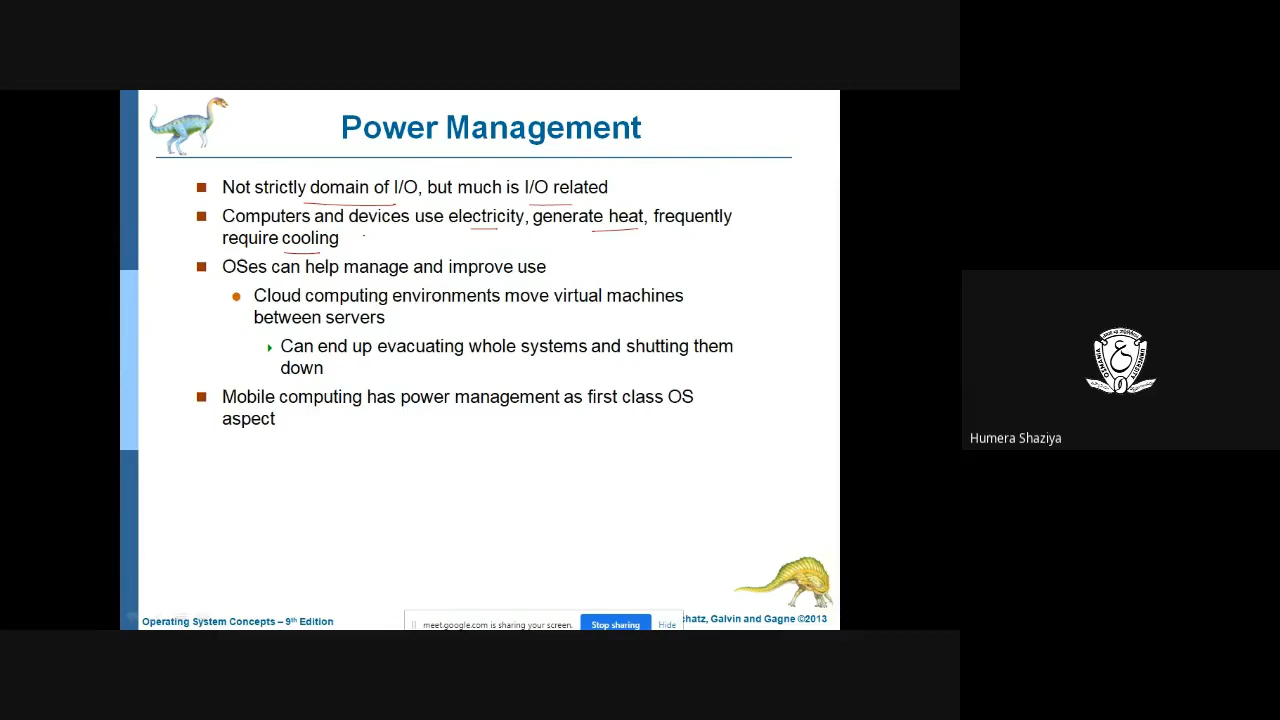 Power Management
Not strictly domain of I/O, but much is I/O related
Computers and devices use electricity, generate heat, frequently
require cooling
OSes can help manage and improve use
Cloud computing environments move virtual machines
between servers
Can end up evacuating whole systems and shutting them
down
Mobile computing has power management as first class OS
aspect
Operating System Concepts – 9th Edition
meet.google.com is sharing your screen.
Stop sharing
Hide
chatz, Galvin and Gagne ©2013
OSMANIA UNIVERSITY
Humera Shaziya